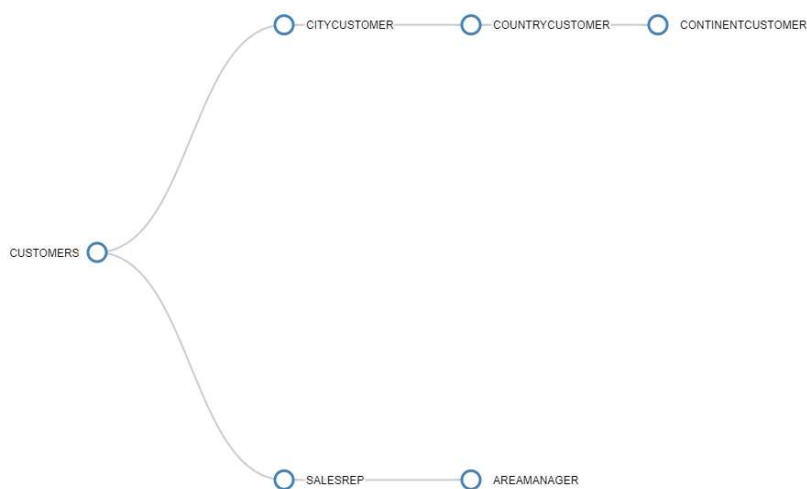 CITYCUSTOMER COUNTRYCUSTOMER CONTINENTCUSTOMER
CUSTOMERS
SALESREP AREAMANAGER